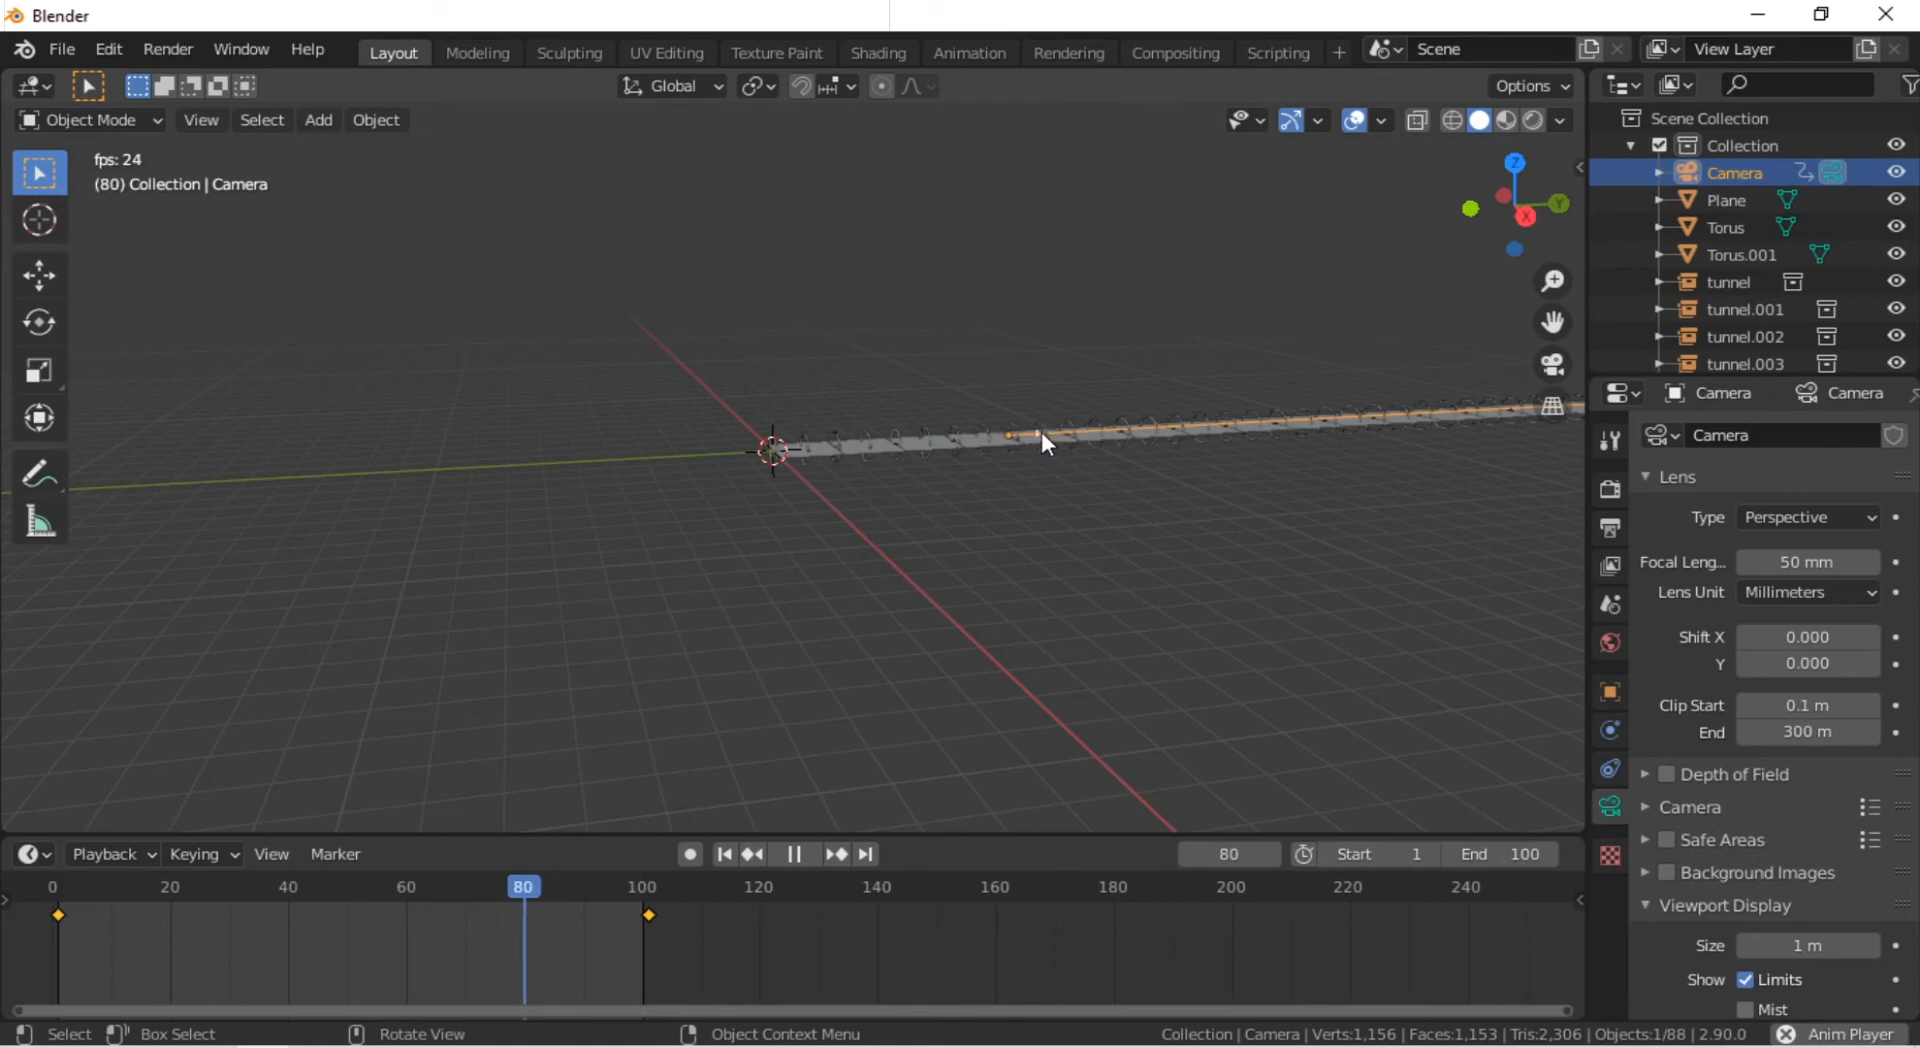 Blender
File Edit Render Window Help Layout Modeling Sculpting UV Editing Texture Paint Shading Animation Rendering Compositing Scripting + Scene View Layer
Global Options
Object Mode View Select Add Object
fps: 24
(80) Collection | Camera
Z
Y
X
Scene Collection
Collection
Camera
Plane
Torus
Torus.001
tunnel
tunnel.001
tunnel.002
tunnel.003
Camera Camera
Camera
Lens
Type Perspective
Focal Leng... 50 mm
Lens Unit Millimeters
Shift X 0.000
Y 0.000
Clip Start 0.1 m
End 300 m
Depth of Field
Camera
Safe Areas
Background Images
Viewport Display
Size 1 m
Show Limits
Mist
Playback Keying View Marker 80 Start 1 End 100
0 20 40 60 80 100 120 140 160 180 200 220 240
Select Box Select Rotate View Object Context Menu Collection | Camera | Verts:1,156 | Faces:1,153 | Tris:2,306 | Objects:1/88 | 2.90.0 Anim Player